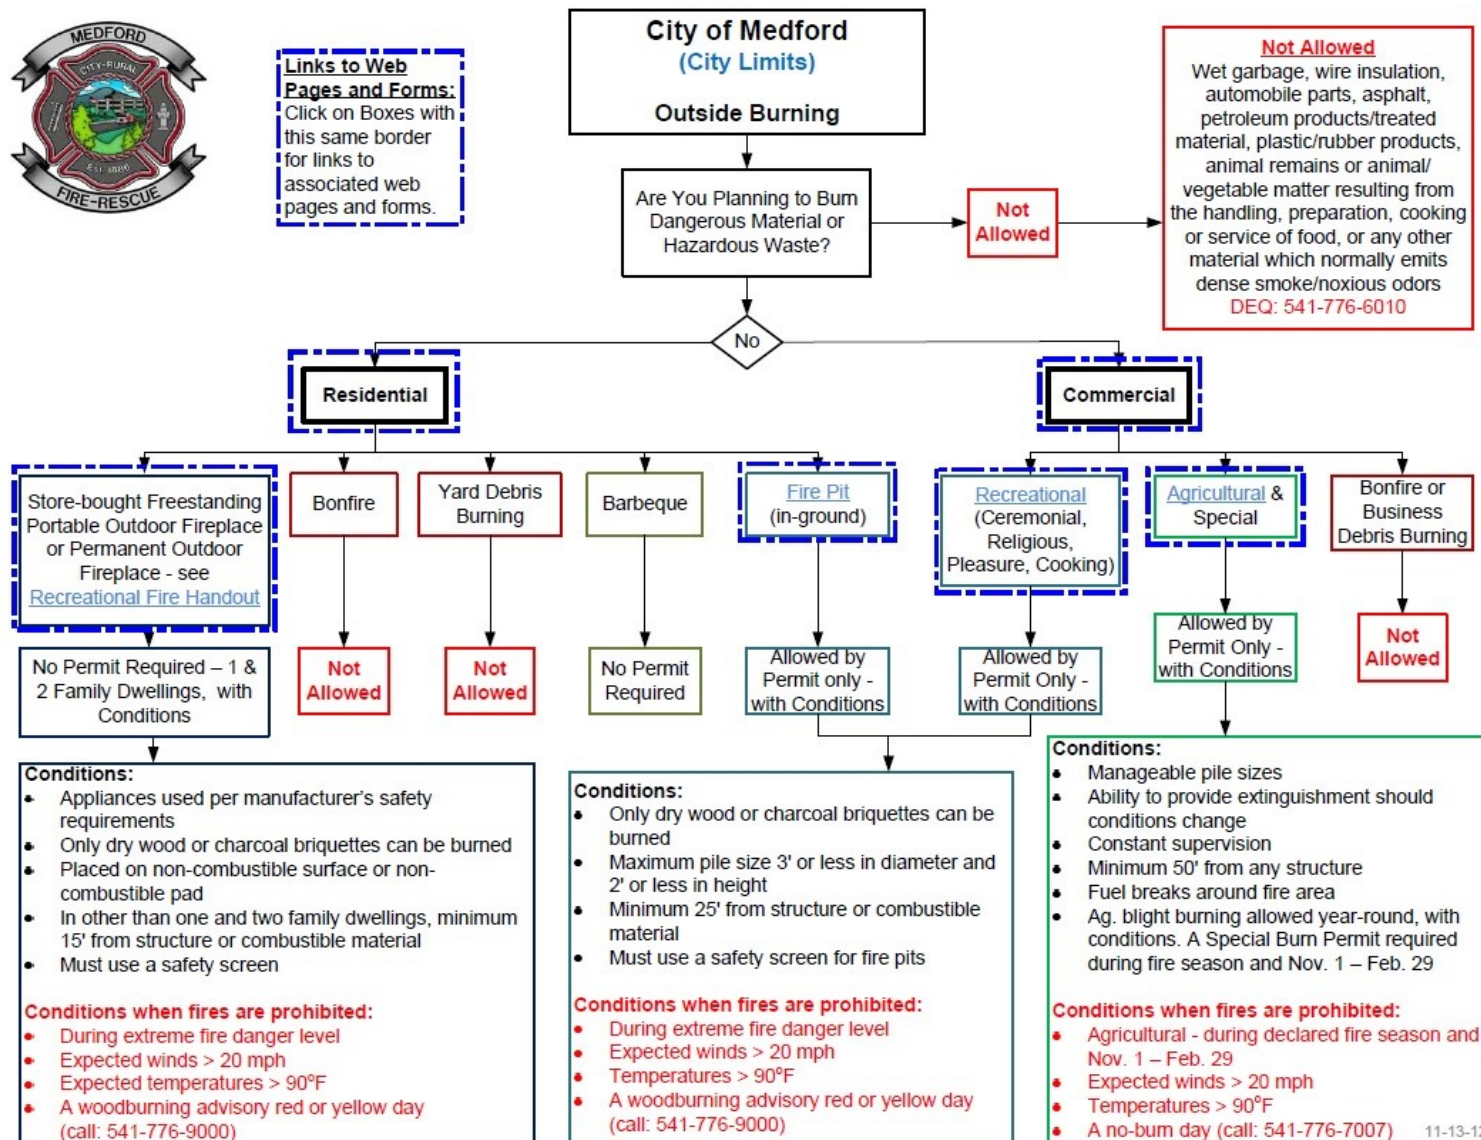 MEDFORD
CITY-RURAL
EST. 1886
FIRE-RESCUE
Links to Web
Pages and Forms:
Click on Boxes with
this same border
for links to
associated web
pages and forms.
City of Medford
(City Limits)
Outside Burning
Not Allowed
Wet garbage, wire insulation,
automobile parts, asphalt,
petroleum products/treated
material, plastic/rubber products,
animal remains or animal/
vegetable matter resulting from
the handling, preparation, cooking
or service of food, or any other
material which normally emits
dense smoke/noxious odors
DEQ: 541-776-6010
Are You Planning to Burn
Dangerous Material or
Hazardous Waste?
Not
Allowed
No
Residential
Commercial
Store-bought Freestanding
Portable Outdoor Fireplace
or Permanent Outdoor
Fireplace - see
Recreational Fire Handout
Bonfire
Yard Debris
Burning
Barbeque
Fire Pit
(in-ground)
Recreational
(Ceremonial,
Religious,
Pleasure, Cooking)
Agricultural &
Special
Bonfire or
Business
Debris Burning
No Permit Required – 1 &
2 Family Dwellings, with
Conditions
Not
Allowed
Not
Allowed
No Permit
Required
Allowed by
Permit only -
with Conditions
Allowed by
Permit Only -
with Conditions
Allowed by
Permit Only -
with Conditions
Not
Allowed
Conditions:
• Appliances used per manufacturer's safety
requirements
• Only dry wood or charcoal briquettes can be burned
• Placed on non-combustible surface or non-
combustible pad
• In other than one and two family dwellings, minimum
15' from structure or combustible material
• Must use a safety screen
Conditions when fires are prohibited:
• During extreme fire danger level
• Expected winds > 20 mph
• Expected temperatures > 90°F
• A woodburning advisory red or yellow day
(call: 541-776-9000)
Conditions:
• Only dry wood or charcoal briquettes can be
burned
• Maximum pile size 3' or less in diameter and
2' or less in height
• Minimum 25' from structure or combustible
material
• Must use a safety screen for fire pits
Conditions when fires are prohibited:
• During extreme fire danger level
• Expected winds > 20 mph
• Temperatures > 90°F
• A woodburning advisory red or yellow day
(call: 541-776-9000)
Conditions:
• Manageable pile sizes
• Ability to provide extinguishment should
conditions change
• Constant supervision
• Minimum 50' from any structure
• Fuel breaks around fire area
• Ag. blight burning allowed year-round, with
conditions. A Special Burn Permit required
during fire season and Nov. 1 – Feb. 29
Conditions when fires are prohibited:
• Agricultural - during declared fire season and
Nov. 1 – Feb. 29
• Expected winds > 20 mph
• Temperatures > 90°F
• A no-burn day (call: 541-776-7007)